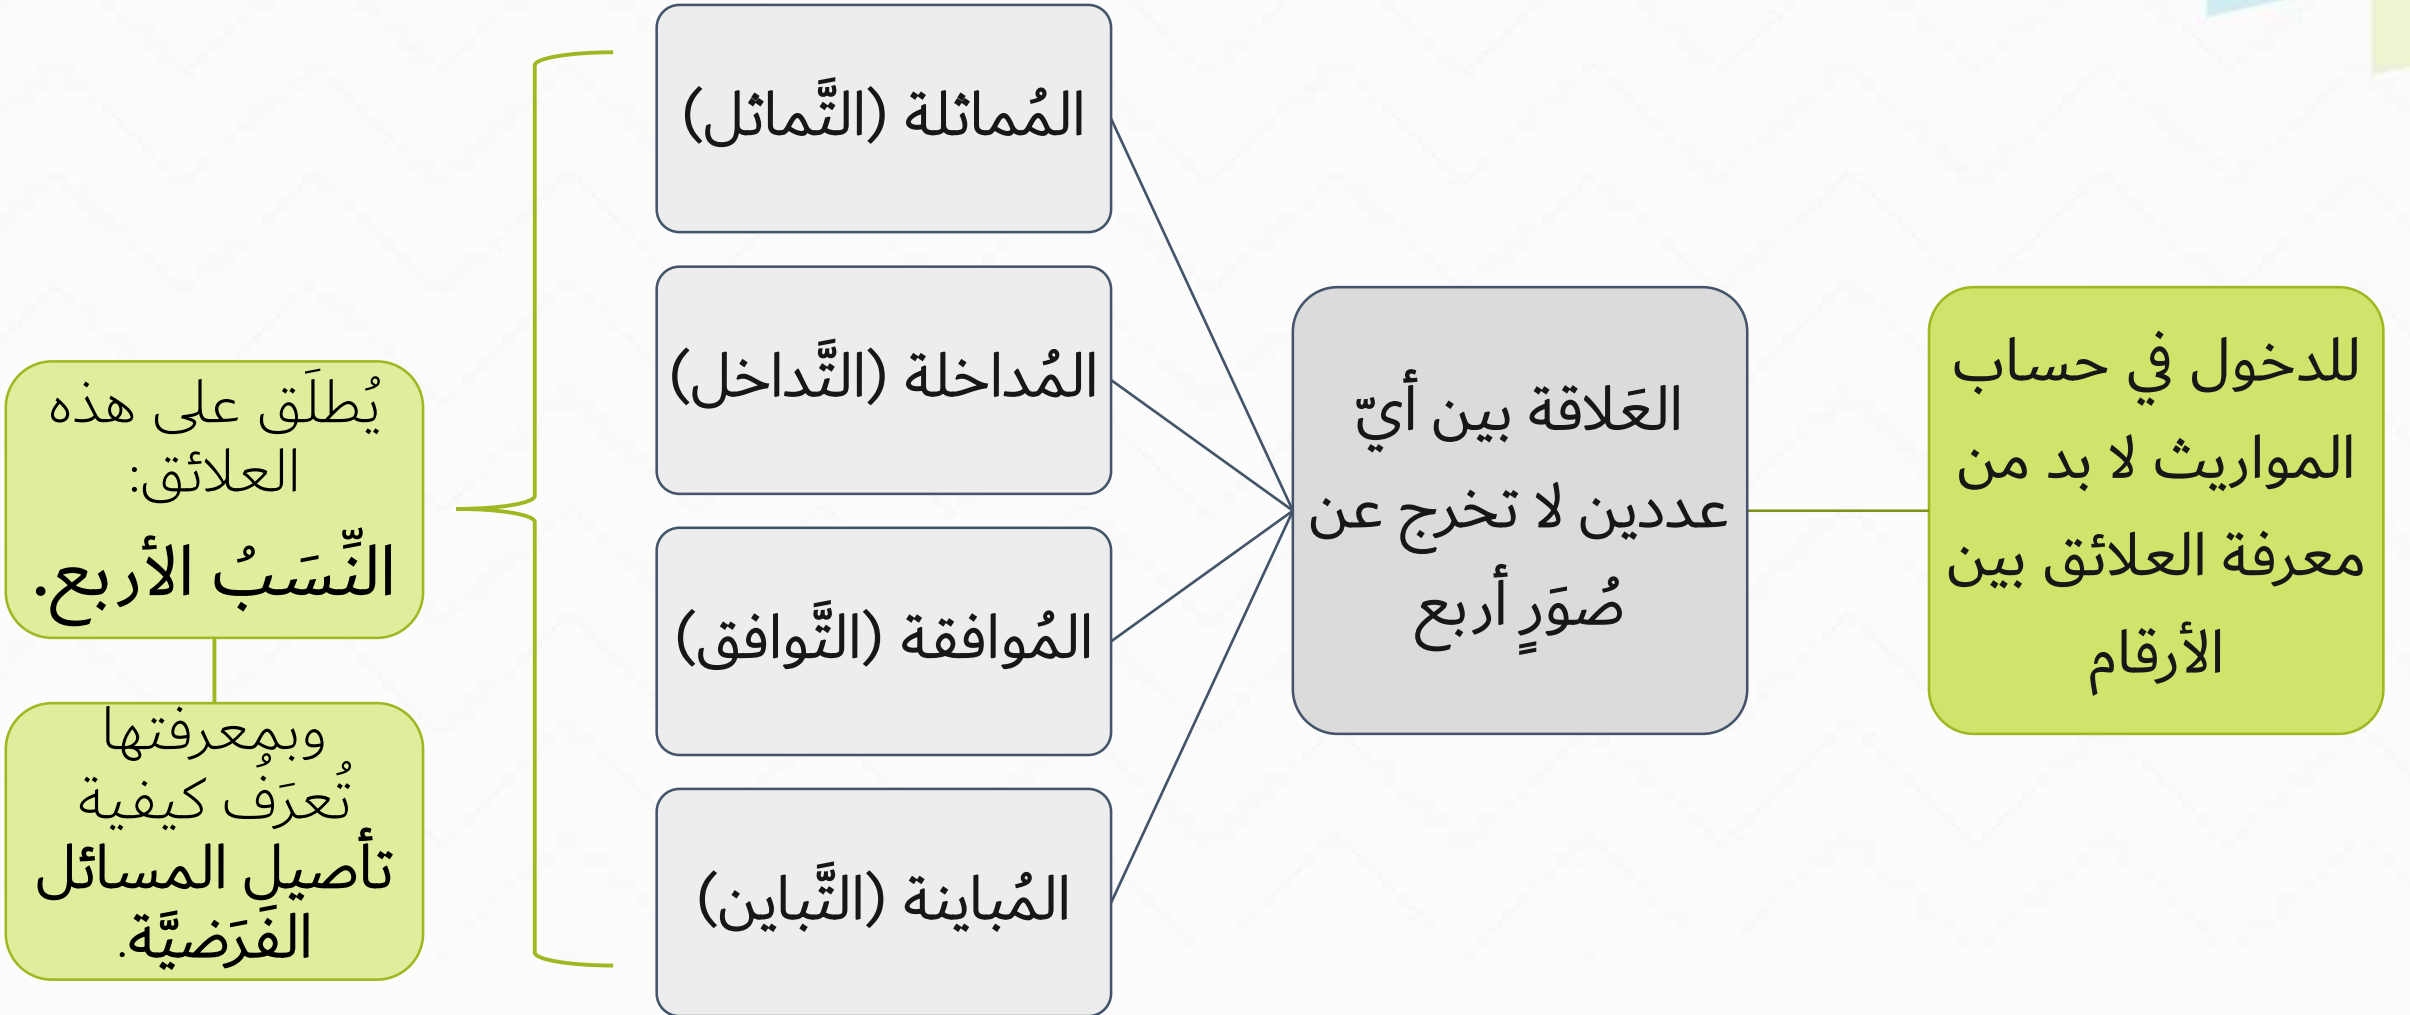 للدخول في حساب
المواريث لا بد من
معرفة العلائق بين
الأرقام
العَلاقة بين أيّ
عددين لا تخرج عن
صُوَرٍ أربع
المُماثلة (التَّماثل)
المُداخلة (التَّداخل)
المُوافقة (التَّوافق)
المُباينة (التَّباين)
يُطلَق على هذه
العلائق:
النِّسَبُ الأربع.
وبمعرفتها
تُعرَفُ كيفية
تأصيل المسائل
الفَرَضيَّة.